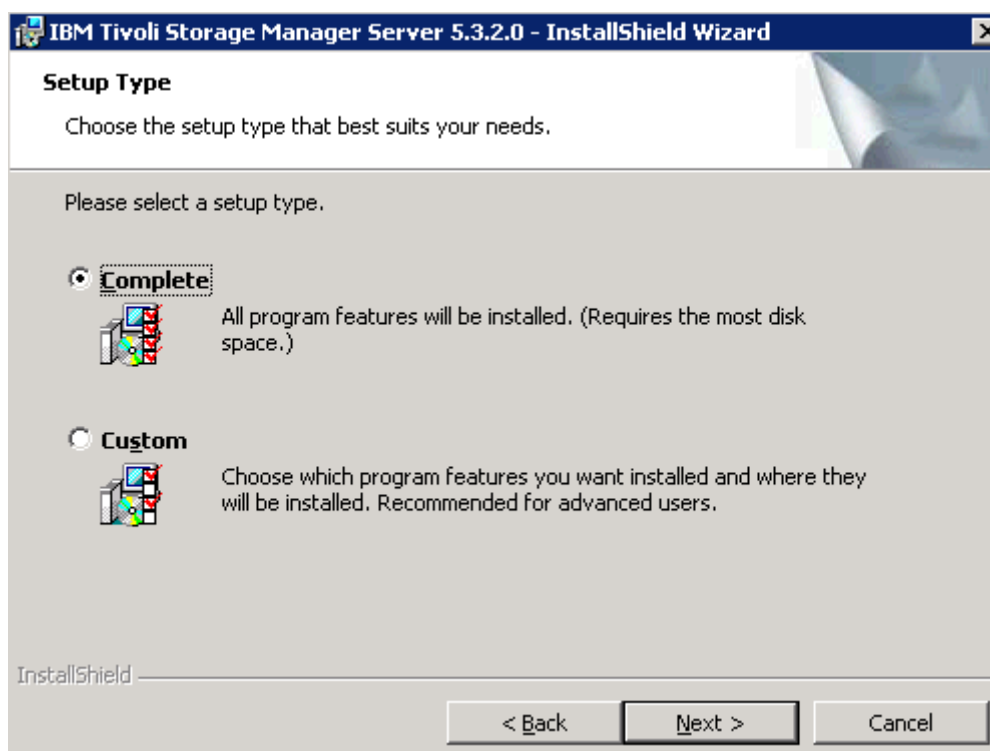 IBM Tivoli Storage Manager Server 5.3.2.0 - InstallShield Wizard
Setup Type
Choose the setup type that best suits your needs.
Please select a setup type.
Complete
All program features will be installed. (Requires the most disk
space.)
Custom
Choose which program features you want installed and where they
will be installed. Recommended for advanced users.
InstallShield
< Back Next > Cancel